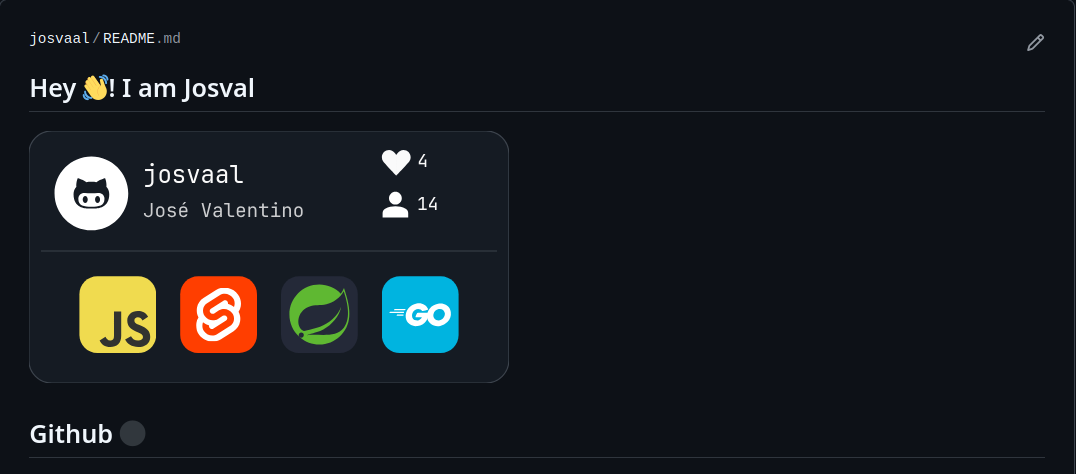 josvaal/README.md
Hey 👋! I am Josval
josvaal
José Valentino
4
14
JS
GO
Github